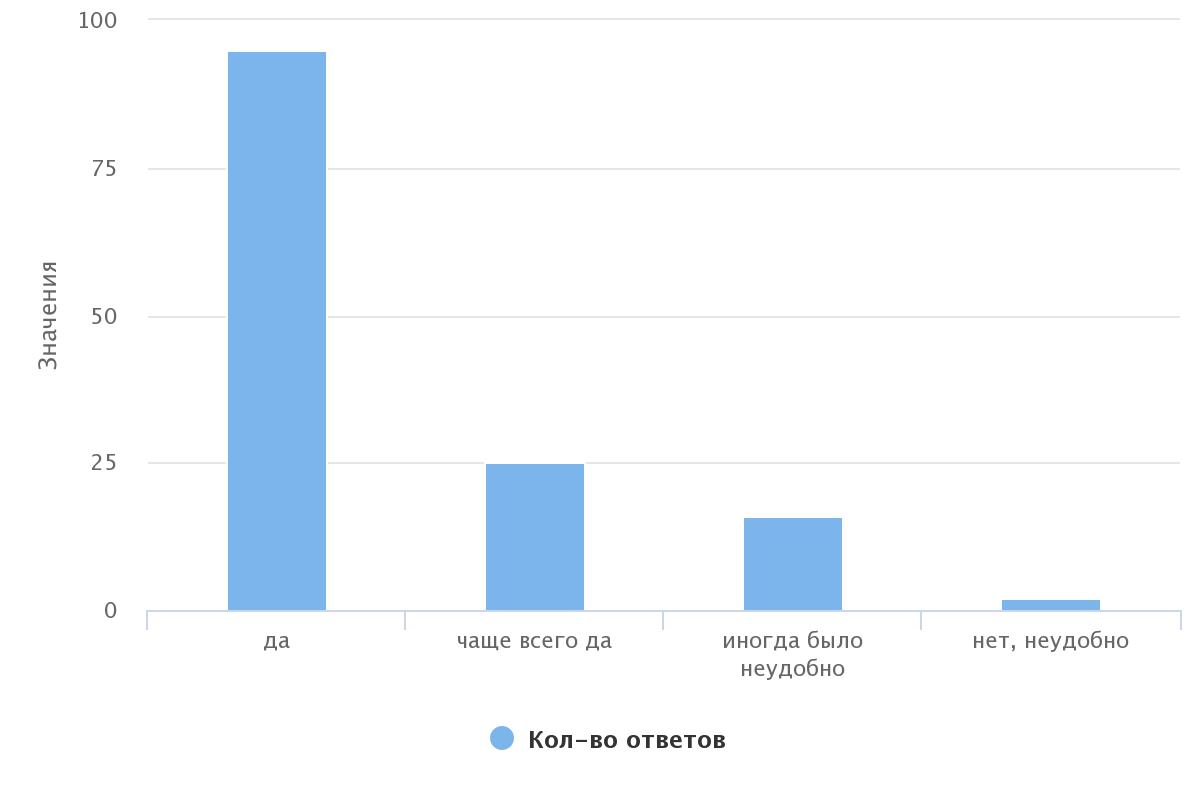 100
75
50
25
0
Значения
да
чаще всего да
иногда было
неудобно
нет, неудобно
Кол-во ответов